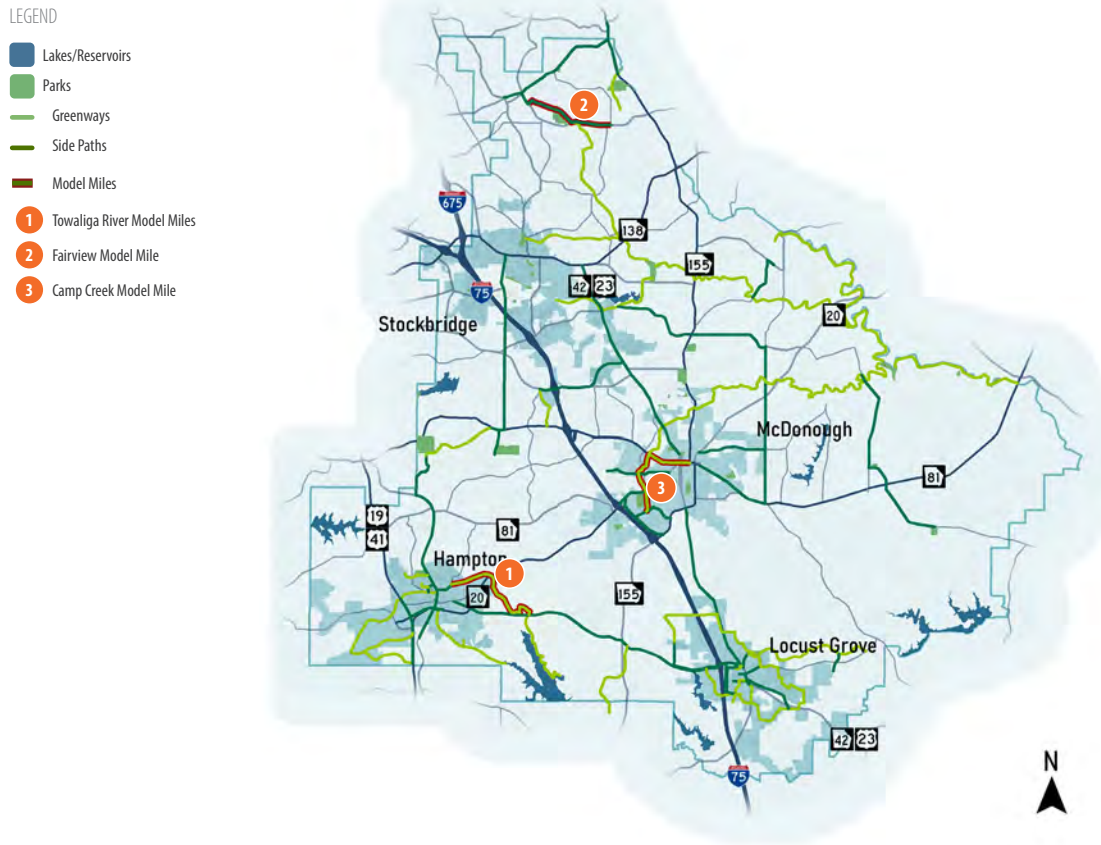 LEGEND
Lakes/Reservoirs
Parks
Greenways
Side Paths
Model Miles
1 Towaliga River Model Miles
2 Fairview Model Mile
3 Camp Creek Model Mile
2
675
138
155
75
42 23
20
Stockbridge
McDonough
81
3
19
41
81
Hampton
1
20
155
Locust Grove
42 23
75
N